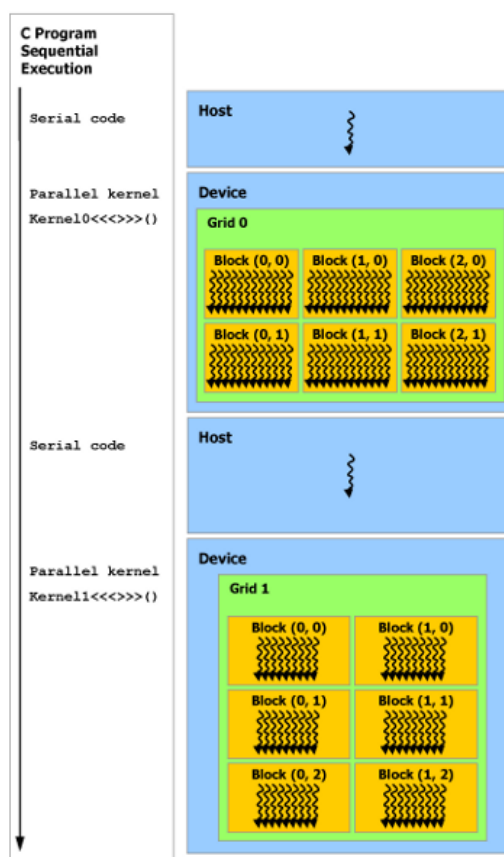 C Program
Sequential
Execution
Serial code
Host
Parallel kernel
Kernel0<<<>>>()
Device
Grid 0
Block (0, 0) Block (1, 0) Block (2, 0)
Block (0, 1) Block (1, 1) Block (2, 1)
Serial code
Host
Parallel kernel
Kernel1<<<>>>()
Device
Grid 1
Block (0, 0) Block (1, 0)
Block (0, 1) Block (1, 1)
Block (0, 2) Block (1, 2)